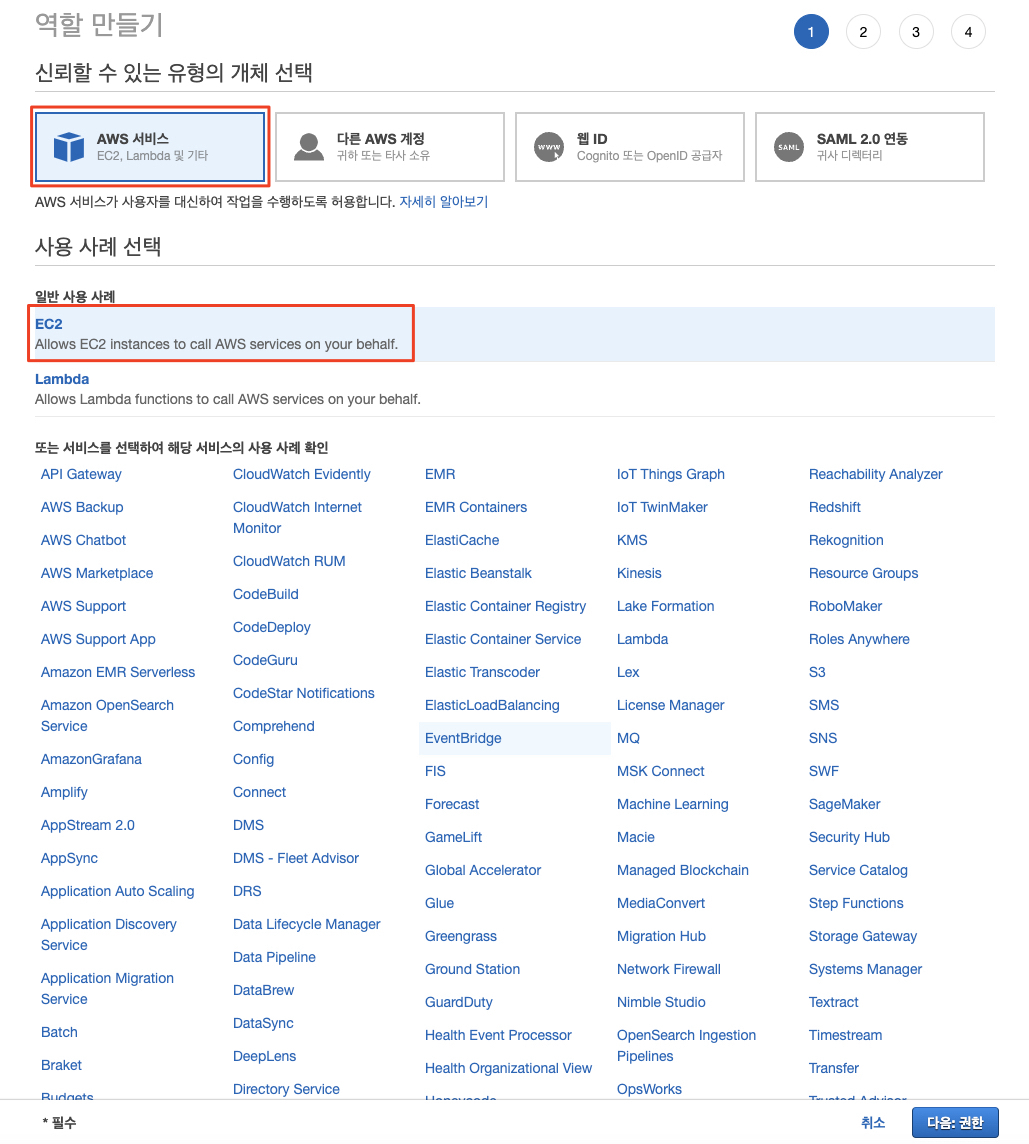 역할 만들기
1 2 3 4
신뢰할 수 있는 유형의 개체 선택
AWS 서비스
EC2, Lambda 및 기타
다른 AWS 계정
귀하 또는 타사 소유
WWW
웹 ID
Cognito 또는 OpenID 공급자
SAML
SAML 2.0 연동
귀사 디렉터리
AWS 서비스가 사용자를 대신하여 작업을 수행하도록 허용합니다. 자세히 알아보기
사용 사례 선택
일반 사용 사례
EC2
Allows EC2 instances to call AWS services on your behalf.
Lambda
Allows Lambda functions to call AWS services on your behalf.
또는 서비스를 선택하여 해당 서비스의 사용 사례 확인
API Gateway
AWS Backup
AWS Chatbot
AWS Marketplace
AWS Support
AWS Support App
Amazon EMR Serverless
Amazon OpenSearch
Service
AmazonGrafana
Amplify
AppStream 2.0
AppSync
Application Auto Scaling
Application Discovery
Service
Application Migration
Service
Batch
Braket
Budgets
CloudWatch Evidently
CloudWatch Internet
Monitor
CloudWatch RUM
CodeBuild
CodeDeploy
CodeGuru
CodeStar Notifications
Comprehend
Config
Connect
DMS
DMS - Fleet Advisor
DRS
Data Lifecycle Manager
Data Pipeline
DataBrew
DataSync
DeepLens
Directory Service
EMR
EMR Containers
ElastiCache
Elastic Beanstalk
Elastic Container Registry
Elastic Container Service
Elastic Transcoder
ElasticLoadBalancing
EventBridge
FIS
Forecast
GameLift
Global Accelerator
Glue
Greengrass
Ground Station
GuardDuty
Health Event Processor
Health Organizational View
Honeycode
IoT Things Graph
IoT TwinMaker
KMS
Kinesis
Lake Formation
Lambda
Lex
License Manager
MQ
MSK Connect
Machine Learning
Macie
Managed Blockchain
MediaConvert
Migration Hub
Network Firewall
Nimble Studio
OpenSearch Ingestion
Pipelines
OpsWorks
Reachability Analyzer
Redshift
Rekognition
Resource Groups
RoboMaker
Roles Anywhere
S3
SMS
SNS
SWF
SageMaker
Security Hub
Service Catalog
Step Functions
Storage Gateway
Systems Manager
Textract
Timestream
Transfer
Trusted Advisor
* 필수
취소
다음: 권한